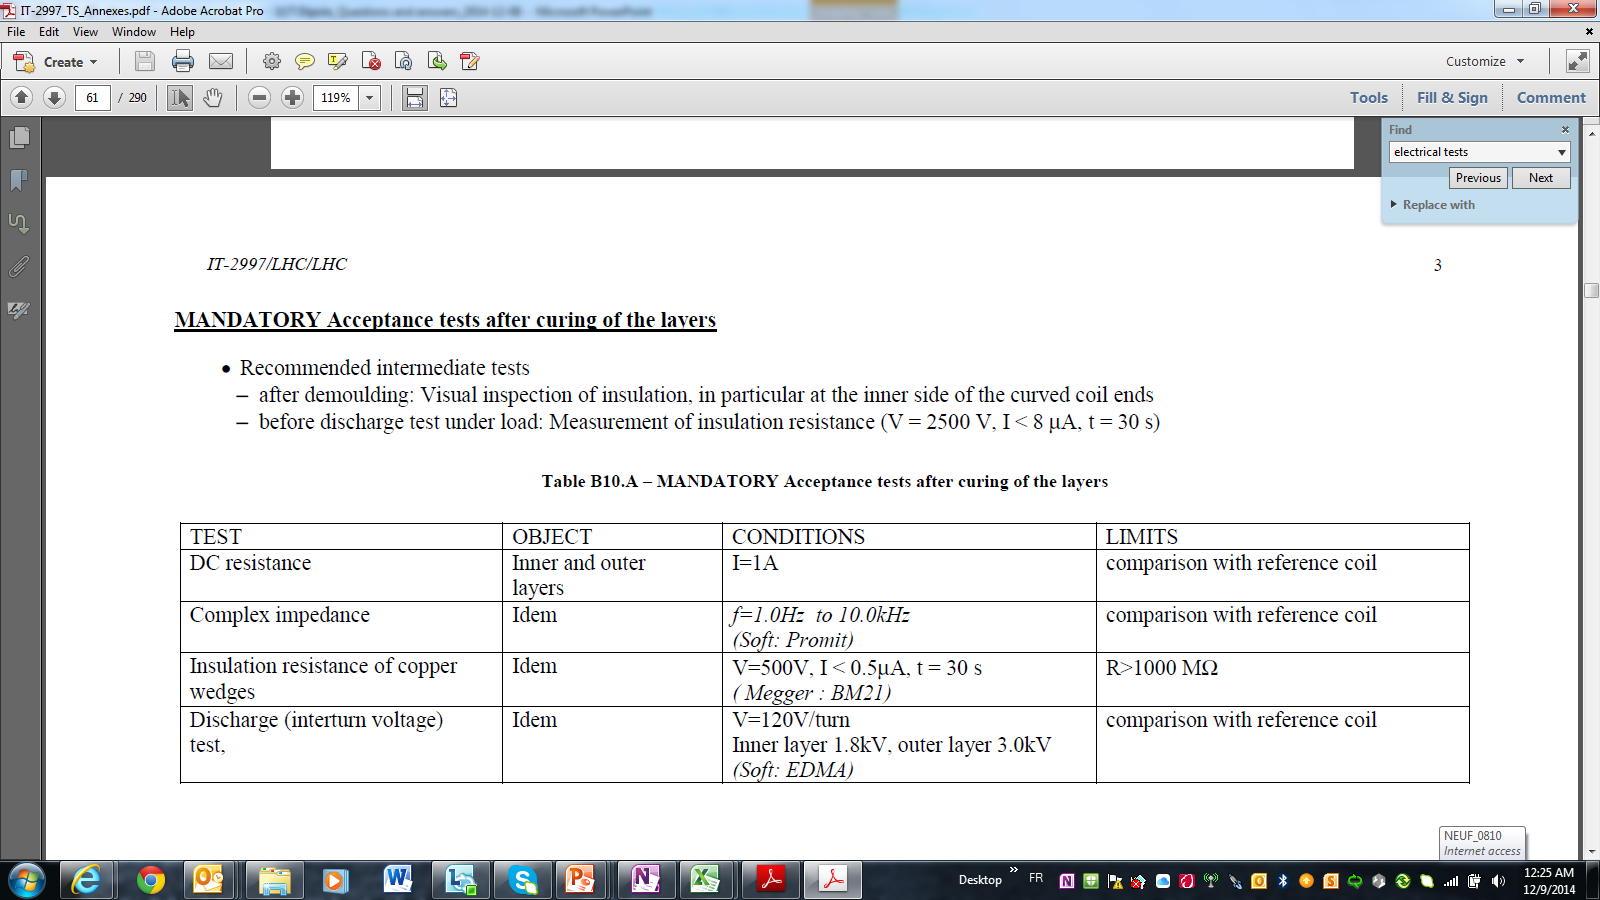 IT-2997_TS_Annexes.pdf - Adobe Acrobat Pro
File Edit View Window Help
Create Customize
61 / 290 119% Tools Fill & Sign Comment
Find
electrical tests
Previous Next
Replace with
IT-2997/LHC/LHC 3
MANDATORY Acceptance tests after curing of the layers
• Recommended intermediate tests
– after demoulding: Visual inspection of insulation, in particular at the inner side of the curved coil ends
– before discharge test under load: Measurement of insulation resistance (V = 2500 V, I < 8 µA, t = 30 s)
Table B10.A – MANDATORY Acceptance tests after curing of the layers
TEST OBJECT CONDITIONS LIMITS
DC resistance Inner and outer I=1A comparison with reference coil
layers
Complex impedance Idem f=1.0Hz to 10.0kHz comparison with reference coil
(Soft: Promit)
Insulation resistance of copper Idem V=500V, I < 0.5µA, t = 30 s R>1000 MΩ
wedges ( Megger : BM21)
Discharge (interturn voltage) Idem V=120V/turn comparison with reference coil
test, Inner layer 1.8kV, outer layer 3.0kV
(Soft: EDMA)
NEUF_0810
Internet access
Desktop » FR 12:25 AM
12/9/2014